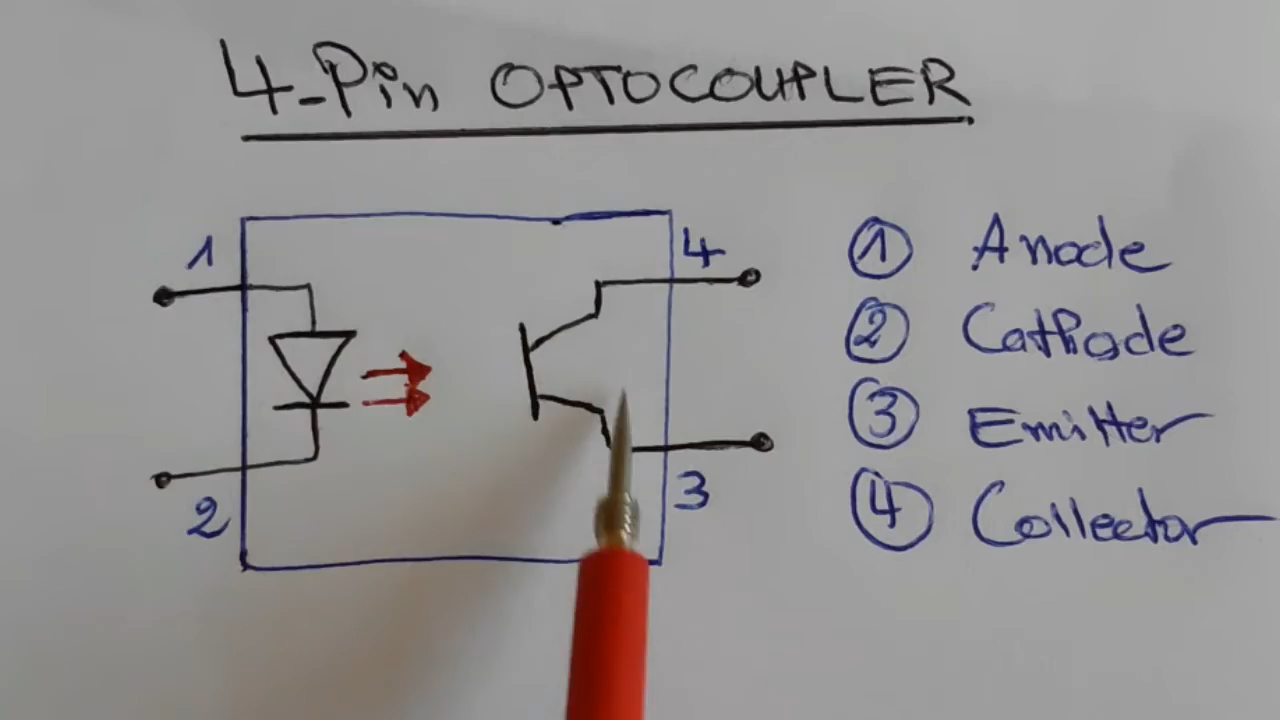 4-Pin OPTOCOUPLER
1
4
2
3
① Anode
② Cathode
③ Emitter
④ Collector